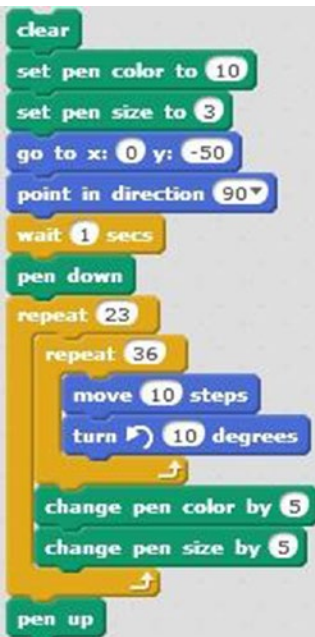 clear
set pen color to 10
set pen size to 3
go to x: 0 y: -50
point in direction 90
wait 1 secs
pen down
repeat 23
repeat 36
move 10 steps
turn 10 degrees
change pen color by 5
change pen size by 5
pen up